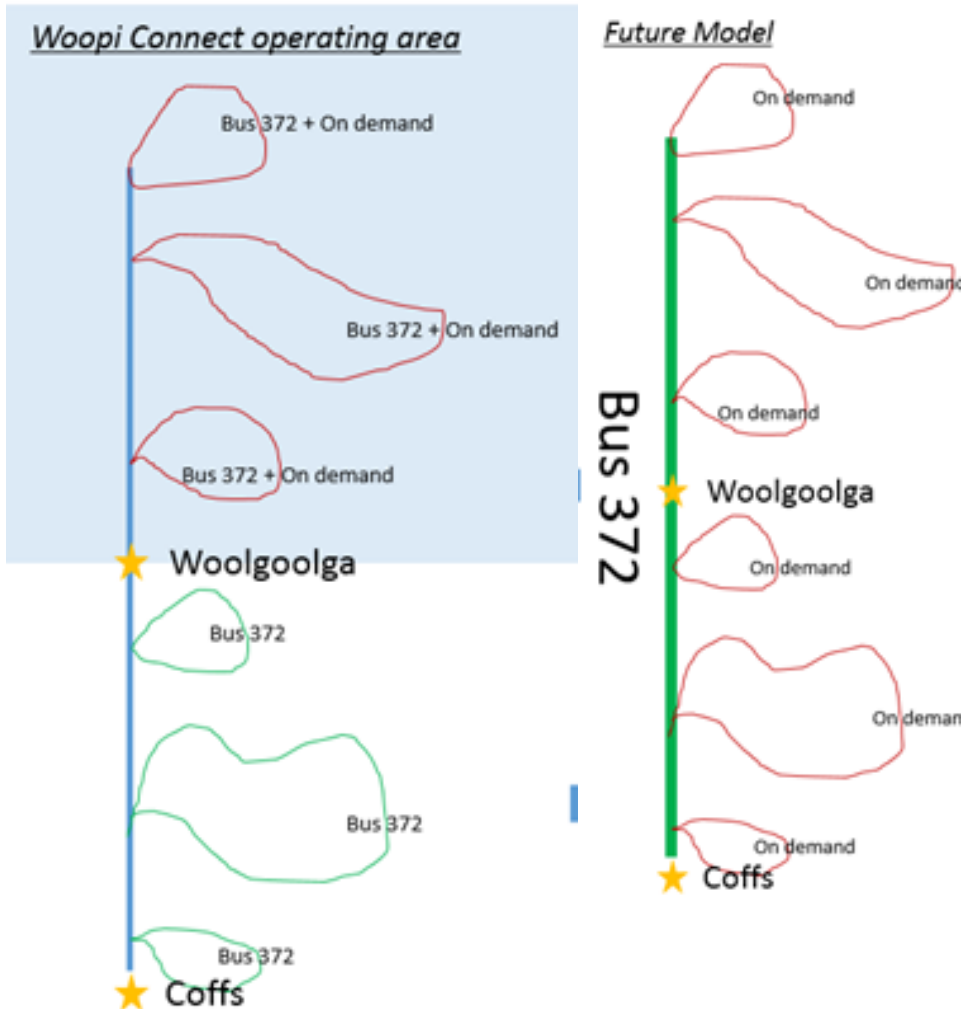 Woopi Connect operating area
Bus 372 + On demand
Bus 372 + On demand
Bus 372 + On demand
Woolgoolga
Bus 372
Bus 372
Bus 372
Coffs
Future Model
On demand
On demand
On demand
Bus 372
Woolgoolga
On demand
On deman
On demand
Coffs